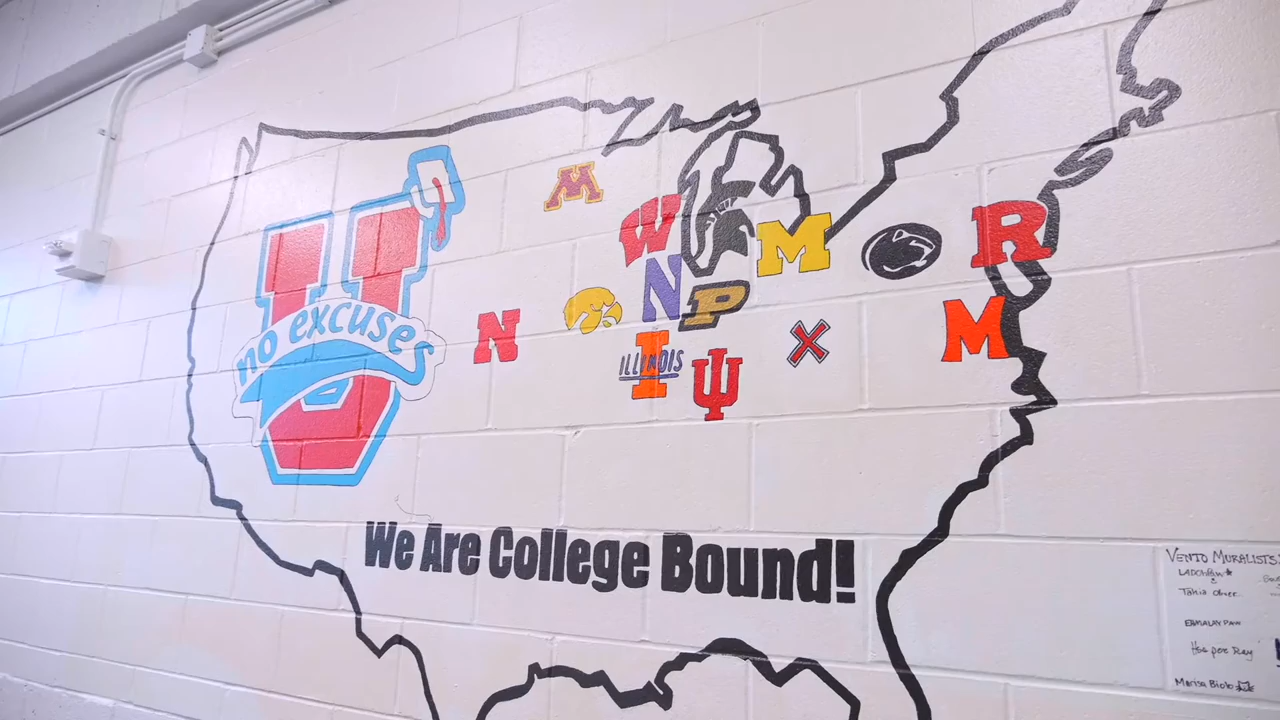 U
no excuses
M
W
M
R
N
P
N
M
ILLINOIS
I
We Are College Bound!
VENTO MURALISTS: